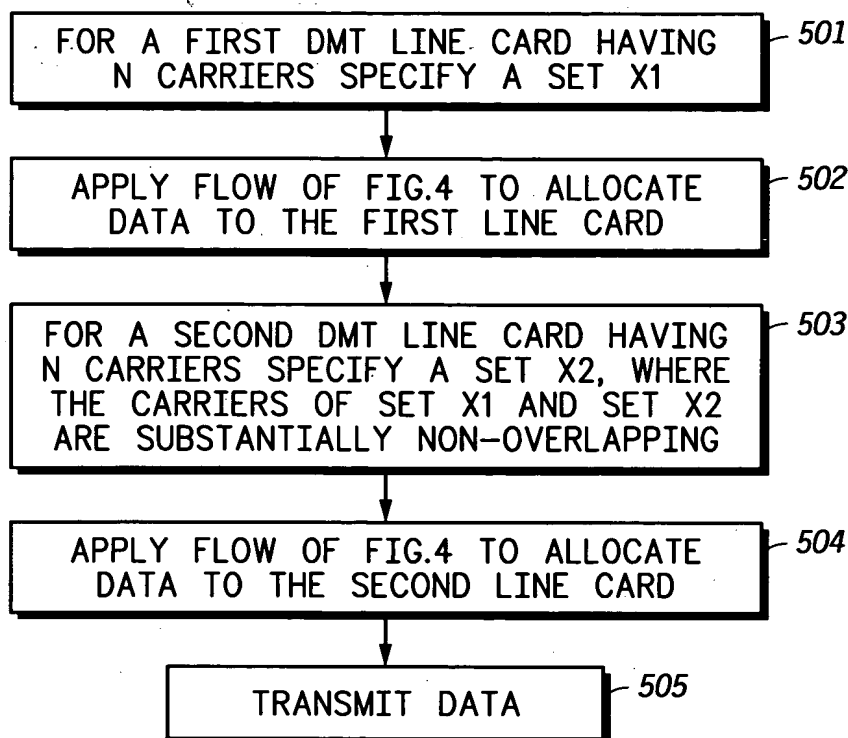 FOR A FIRST DMT LINE CARD HAVING
N CARRIERS SPECIFY A SET X1
501
APPLY FLOW OF FIG.4 TO ALLOCATE
DATA TO THE FIRST LINE CARD
502
FOR A SECOND DMT LINE CARD HAVING
N CARRIERS SPECIFY A SET X2, WHERE
THE CARRIERS OF SET X1 AND SET X2
ARE SUBSTANTIALLY NON-OVERLAPPING
503
APPLY FLOW OF FIG.4 TO ALLOCATE
DATA TO THE SECOND LINE CARD
504
TRANSMIT DATA
505